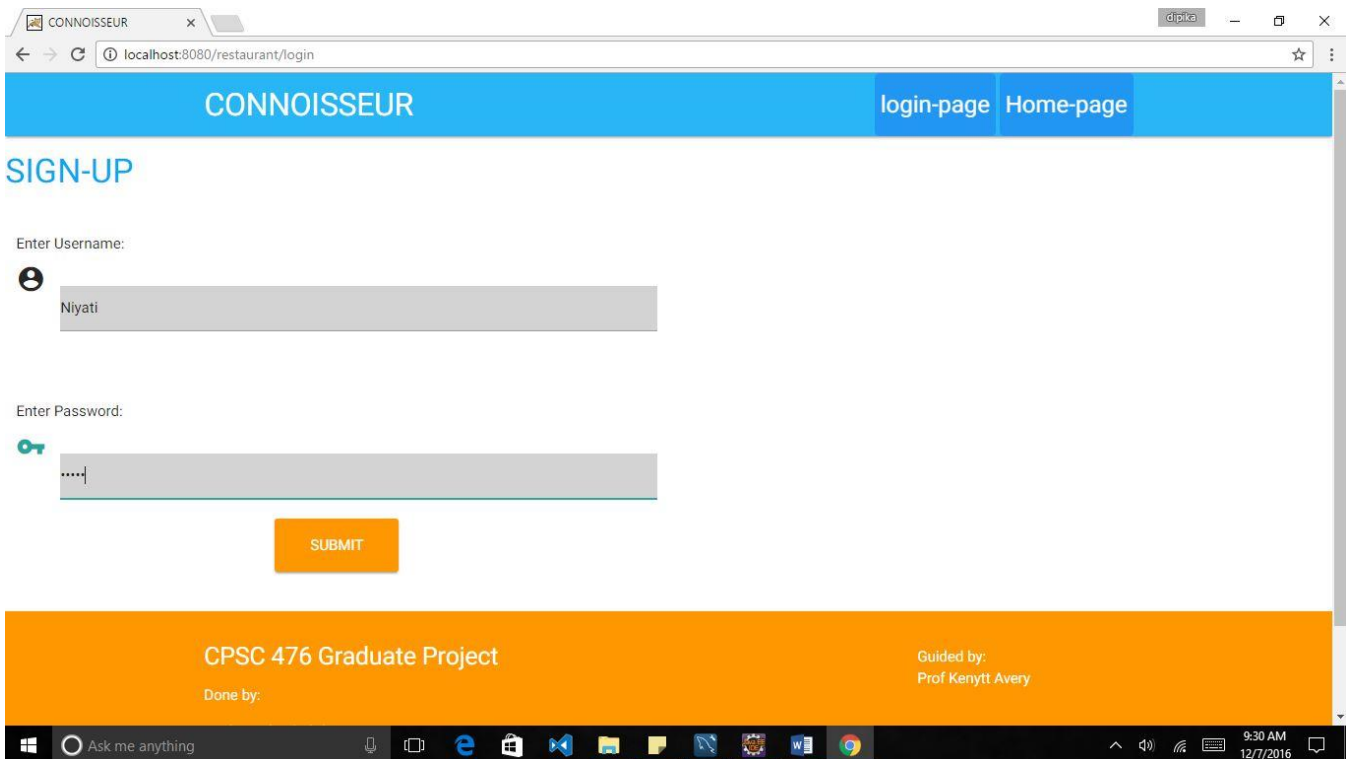 CONNOISSEUR
dipika
localhost:8080/restaurant/login
CONNOISSEUR
login-page Home-page
SIGN-UP
Enter Username:
Niyati
Enter Password:
•••••
SUBMIT
CPSC 476 Graduate Project
Guided by:
Prof Kenytt Avery
Done by:
Ask me anything
9:30 AM
12/7/2016